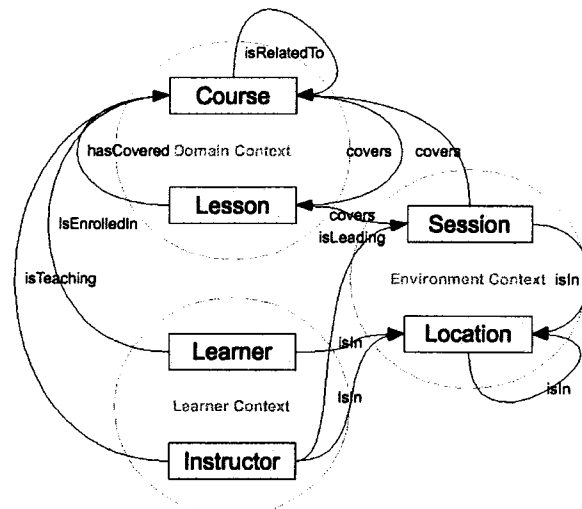 isRelatedTo
Course
hasCovered Domain Context covers covers
Lesson
covers
Session
isLeading
IsEnrolledIn
isTeaching
Environment Context isIn
Learner isIn Location
Learner Context IsIn isIn
Instructor